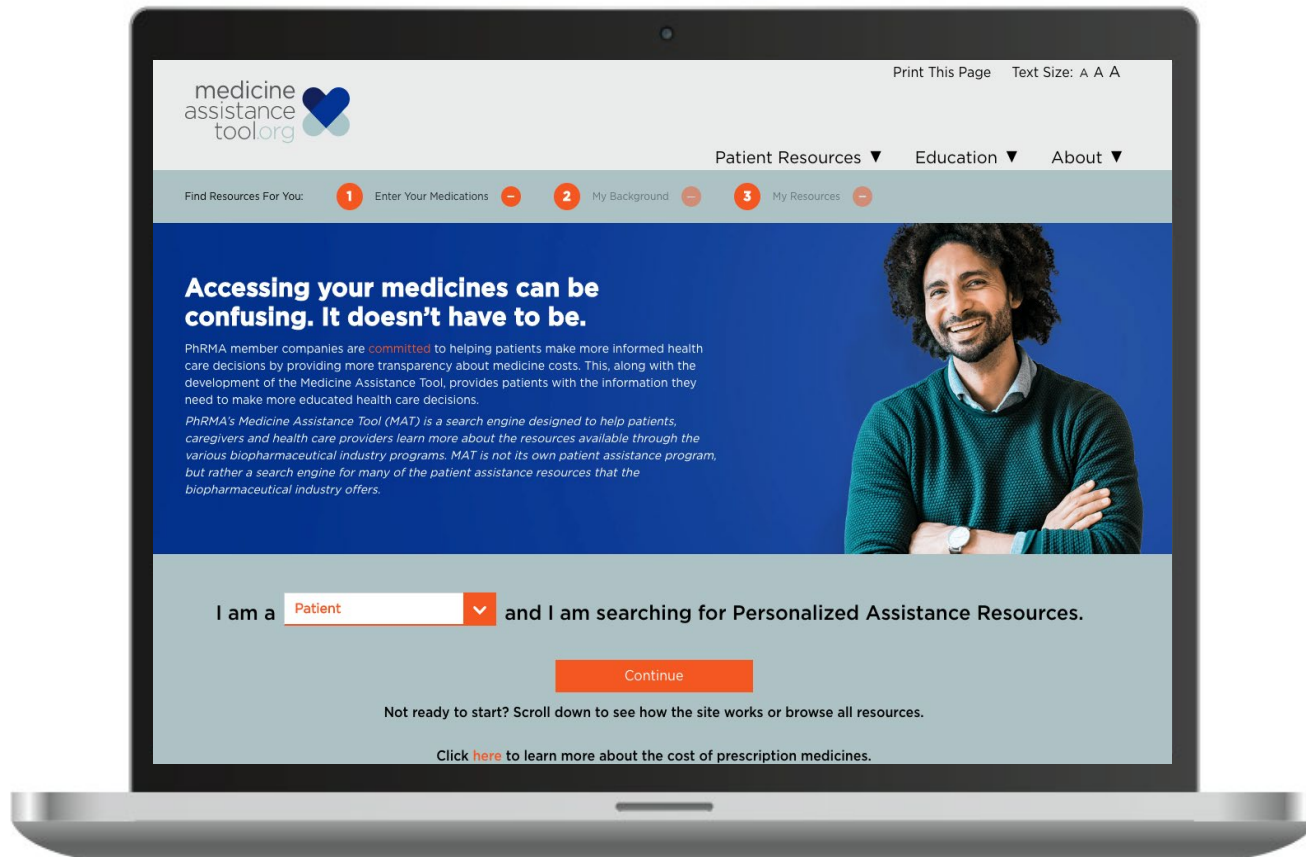 Print This Page Text Size: A A A
medicine
assistance
tool.org
Patient Resources ▼ Education ▼ About ▼
Find Resources For You: 1 Enter Your Medications – 2 My Background – 3 My Resources –
Accessing your medicines can be
confusing. It doesn’t have to be.
PhRMA member companies are committed to helping patients make more informed health
care decisions by providing more transparency about medicine costs. This, along with the
development of the Medicine Assistance Tool, provides patients with the information they
need to make more educated health care decisions.
PhRMA’s Medicine Assistance Tool (MAT) is a search engine designed to help patients,
caregivers and health care providers learn more about the resources available through the
various biopharmaceutical industry programs. MAT is not its own patient assistance program,
but rather a search engine for many of the patient assistance resources that the
biopharmaceutical industry offers.
I am a Patient and I am searching for Personalized Assistance Resources.
Continue
Not ready to start? Scroll down to see how the site works or browse all resources.
Click here to learn more about the cost of prescription medicines.